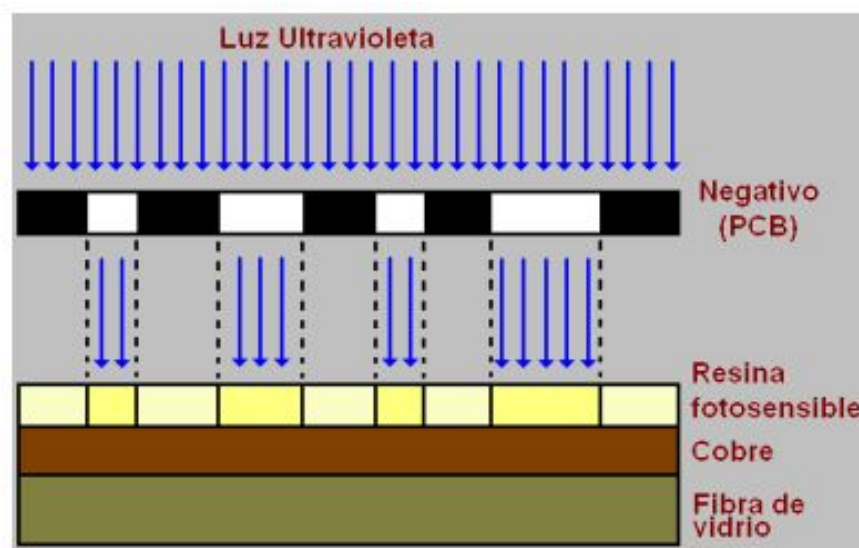 Luz Ultravioleta
Negativo
(PCB)
Resina
fotosensible
Cobre
Fibra de
vidrio